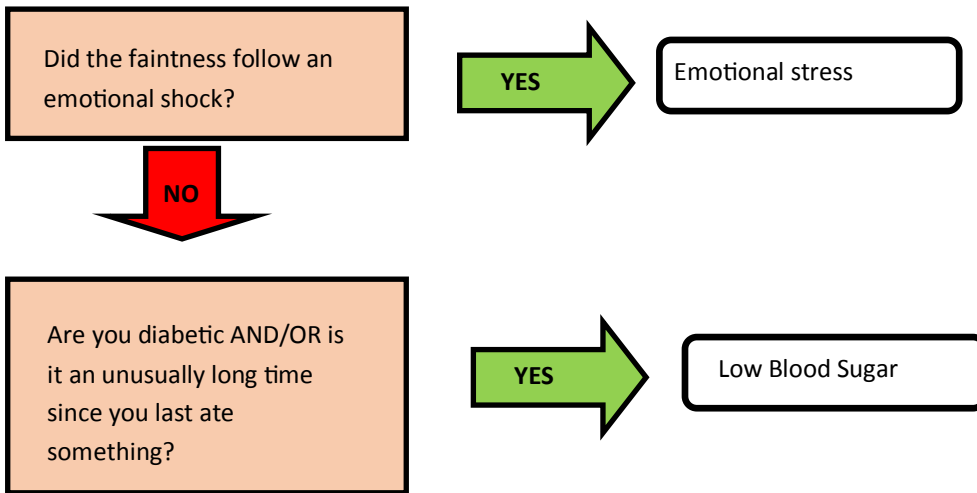 Did the faintness follow an
emotional shock?
YES
Emotional stress
NO
Are you diabetic AND/OR is
it an unusually long time
since you last ate
something?
YES
Low Blood Sugar